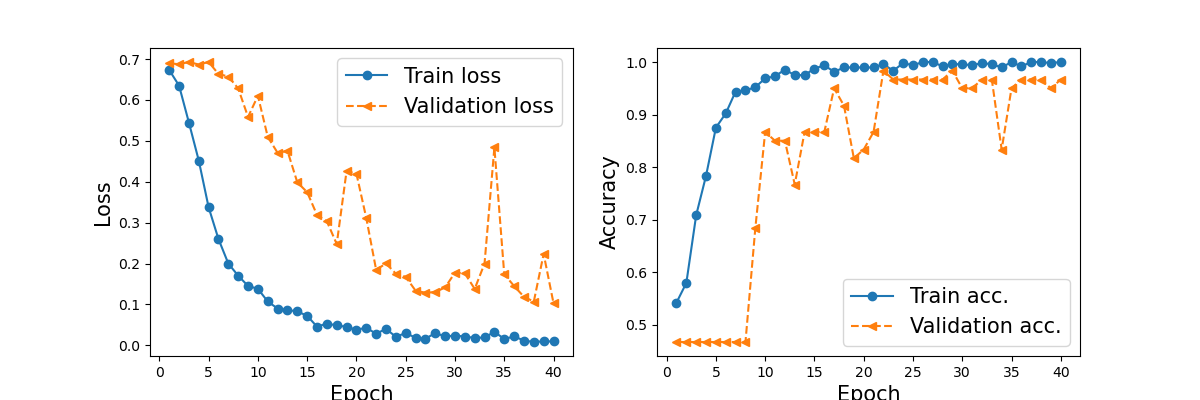 0.7
0.6
0.5
0.4
0.3
0.2
0.1
0.0
Loss
Train loss
Validation loss
0 5 10 15 20 25 30 35 40
Epoch
1.0
0.9
0.8
0.7
0.6
0.5
Accuracy
Train acc.
Validation acc.
0 5 10 15 20 25 30 35 40
Epoch